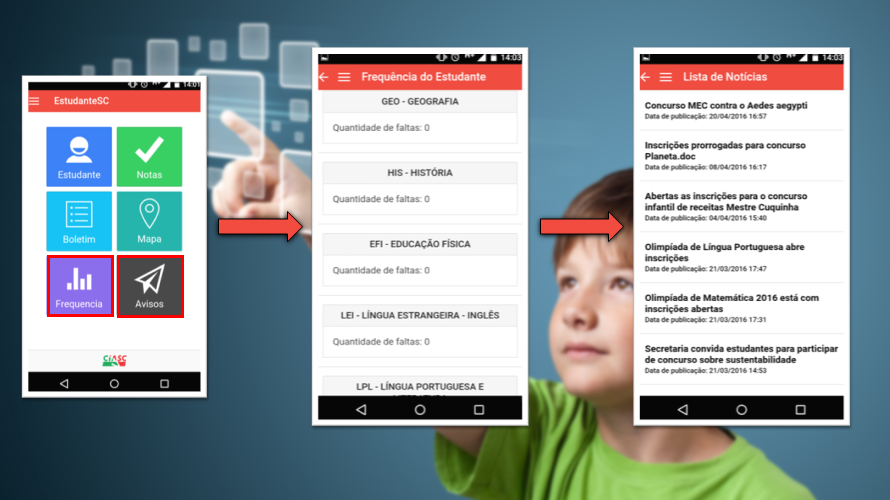 14:01
EstudanteSC
Estudante
Notas
Boletim
Mapa
Frequencia
Avisos
CIASC
14:03
Frequência do Estudante
GEO - GEOGRAFIA
Quantidade de faltas: 0
HIS - HISTÓRIA
Quantidade de faltas: 0
EFI - EDUCAÇÃO FÍSICA
Quantidade de faltas: 0
LEI - LÍNGUA ESTRANGEIRA - INGLÊS
Quantidade de faltas: 0
LPL - LÍNGUA PORTUGUESA E
14:03
Lista de Notícias
Concurso MEC contra o Aedes aegypti
Data de publicação: 20/04/2016 16:57
Inscrições prorrogadas para concurso
Planeta.doc
Data de publicação: 08/04/2016 16:17
Abertas as inscrições para o concurso
infantil de receitas Mestre Cuquinha
Data de publicação: 04/04/2016 15:40
Olimpíada de Língua Portuguesa abre
inscrições
Data de publicação: 21/03/2016 17:47
Olimpíada de Matemática 2016 está com
inscrições abertas
Data de publicação: 21/03/2016 17:31
Secretaria convida estudantes para participar
de concurso sobre sustentabilidade
Data de publicação: 21/03/2016 14:53